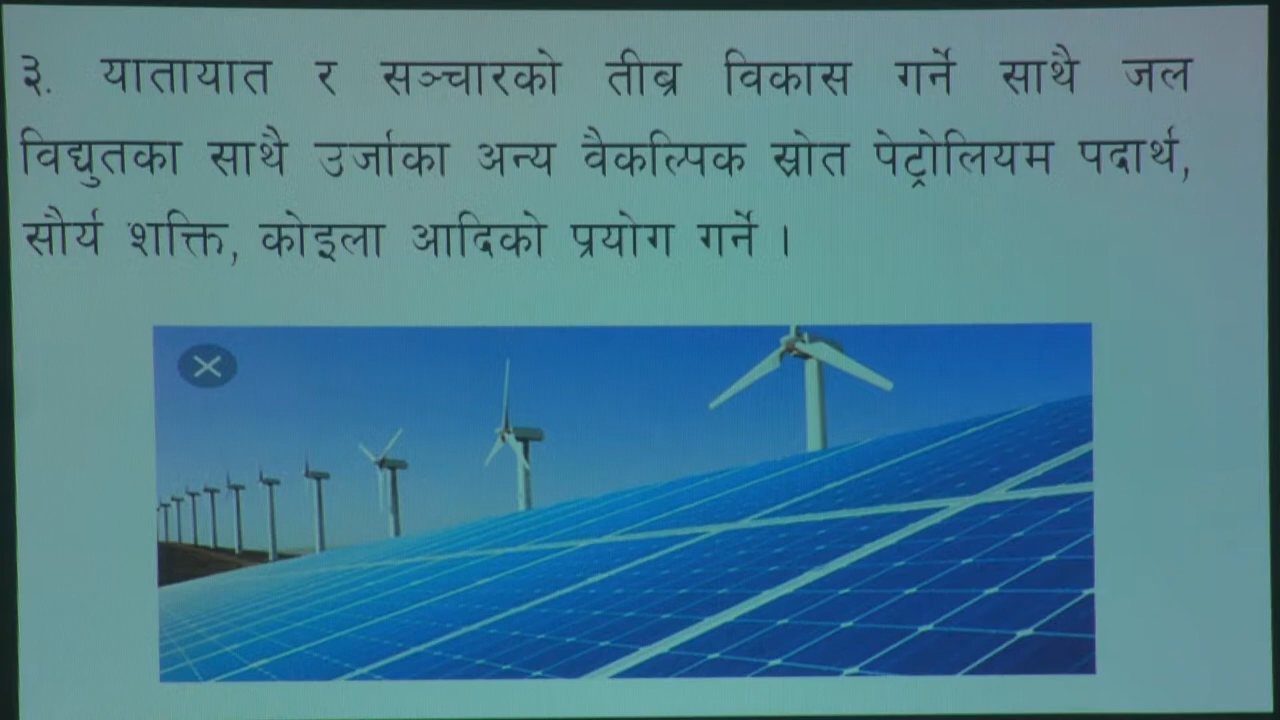 ३. यातायात र सञ्चारको तीब्र विकास गर्ने साथै जल
विद्युतका साथै उर्जाका अन्य वैकल्पिक स्रोत पेट्रोलियम पदार्थ,
सौर्य शक्ति, कोइला आदिको प्रयोग गर्ने ।